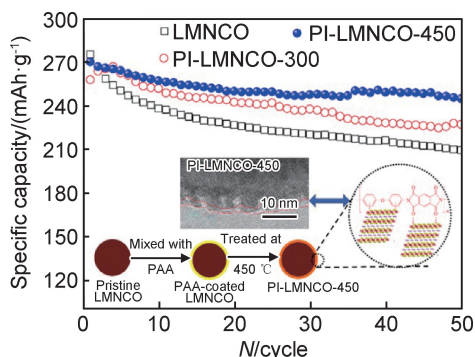 □ LMNCO
PI-LMNCO-450
PI-LMNCO-300
Specific capacity/(mAh·g⁻¹)
300
270
240
210
180
150
120
PI-LMNCO-450
10 nm
Mixed with
PAA
Treated at
450 ℃
Pristine
LMNCO
PAA-coated
LMNCO
PI-LMNCO-450
0
10
20
30
40
50
N/cycle